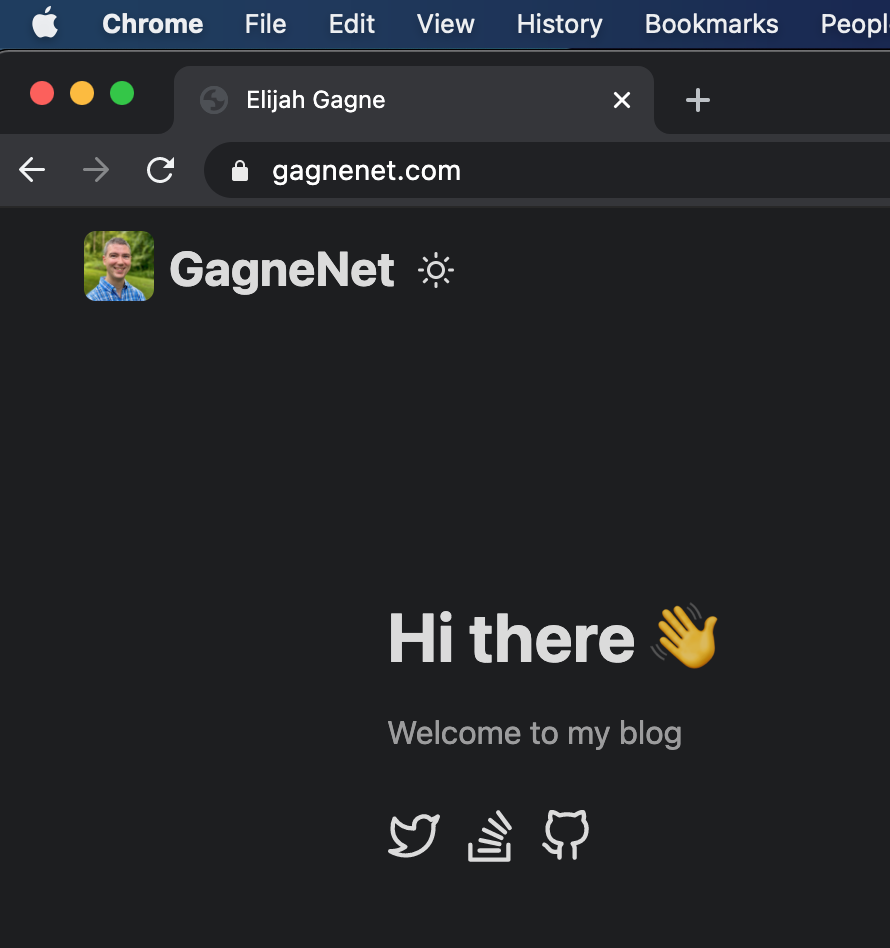 Chrome File Edit View History Bookmarks Peopl
Elijah Gagne
gagnenet.com
GagneNet
Hi there 👋
Welcome to my blog